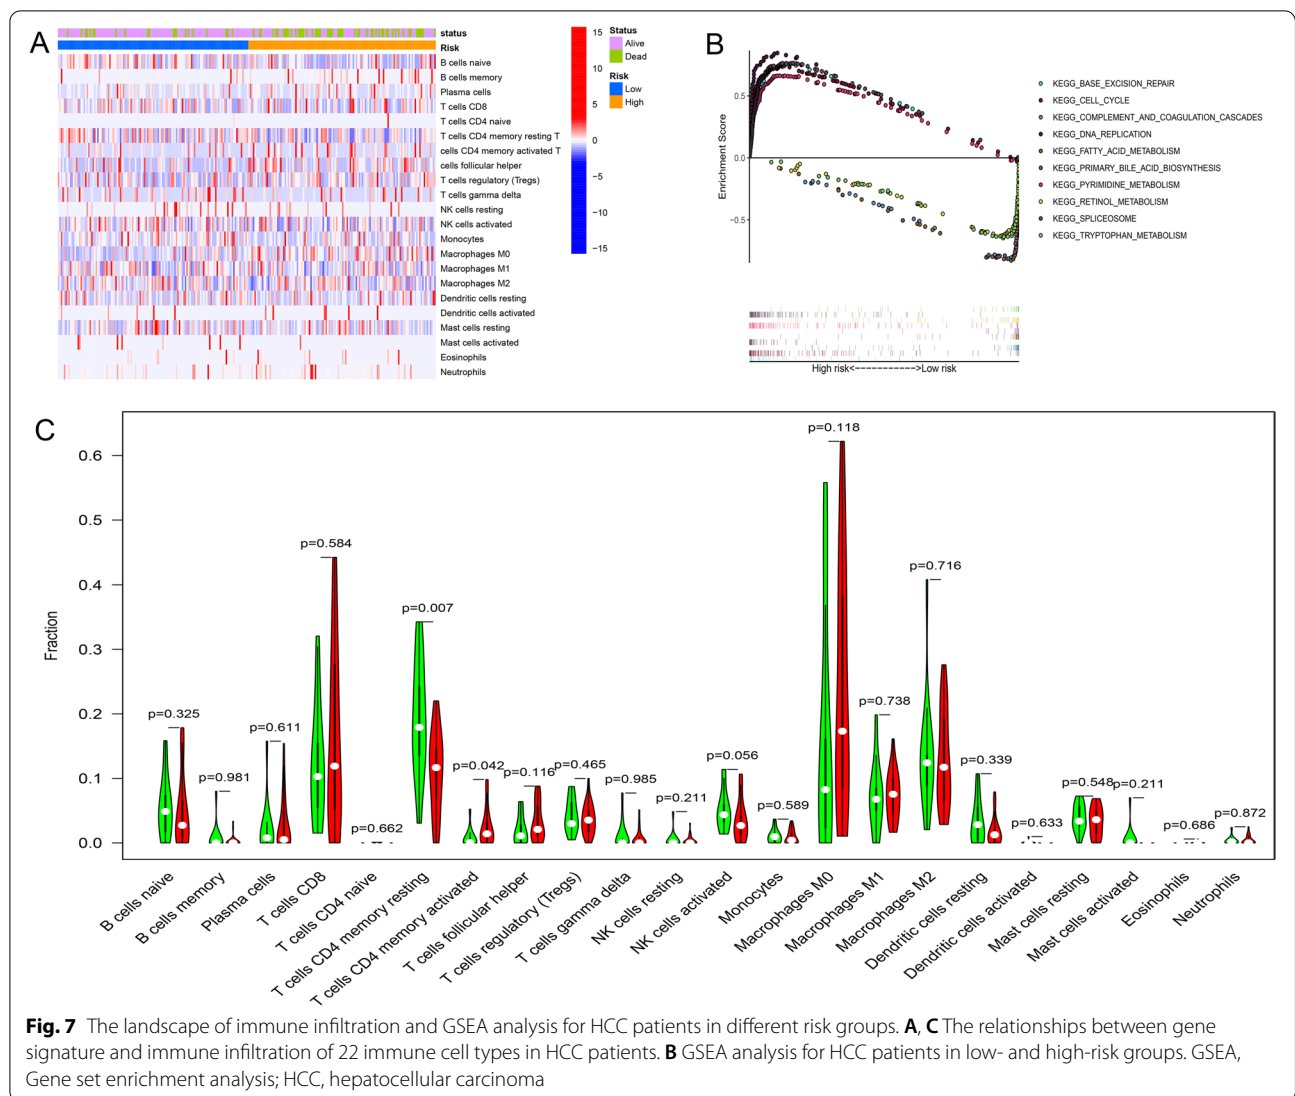 A
status
Risk
B cells naive
B cells memory
Plasma cells
T cells CD8
T cells CD4 naive
T cells CD4 memory resting T
cells CD4 memory activated T
cells follicular helper
T cells regulatory (Tregs)
T cells gamma delta
NK cells resting
NK cells activated
Monocytes
Macrophages M0
Macrophages M1
Macrophages M2
Dendritic cells resting
Dendritic cells activated
Mast cells resting
Mast cells activated
Eosinophils
Neutrophils
15
10
5
0
−5
−10
−15
Status
Alive
Dead
Risk
Low
High
B
Enrichment Score
0.5
0.0
−0.5
High risk<------------>Low risk
KEGG_BASE_EXCISION_REPAIR
KEGG_CELL_CYCLE
KEGG_COMPLEMENT_AND_COAGULATION_CASCADES
KEGG_DNA_REPLICATION
KEGG_FATTY_ACID_METABOLISM
KEGG_PRIMARY_BILE_ACID_BIOSYNTHESIS
KEGG_PYRIMIDINE_METABOLISM
KEGG_RETINOL_METABOLISM
KEGG_SPLICEOSOME
KEGG_TRYPTOPHAN_METABOLISM
C
Fraction
0.6
0.5
0.4
0.3
0.2
0.1
0.0
p=0.325
p=0.981
p=0.611
p=0.584
p=0.662
p=0.007
p=0.042
p=0.116
p=0.465
p=0.985
p=0.211
p=0.056
p=0.589
p=0.118
p=0.738
p=0.716
p=0.339
p=0.633
p=0.548
p=0.211
p=0.686
p=0.872
B cells naive
B cells memory
Plasma cells
T cells CD8
T cells CD4 naive
T cells CD4 memory resting
T cells CD4 memory activated
T cells follicular helper
T cells regulatory (Tregs)
T cells gamma delta
NK cells resting
NK cells activated
Monocytes
Macrophages M0
Macrophages M1
Macrophages M2
Dendritic cells resting
Dendritic cells activated
Mast cells resting
Mast cells activated
Eosinophils
Neutrophils
Fig. 7 The landscape of immune infiltration and GSEA analysis for HCC patients in different risk groups. A, C The relationships between gene
signature and immune infiltration of 22 immune cell types in HCC patients. B GSEA analysis for HCC patients in low- and high-risk groups. GSEA,
Gene set enrichment analysis; HCC, hepatocellular carcinoma